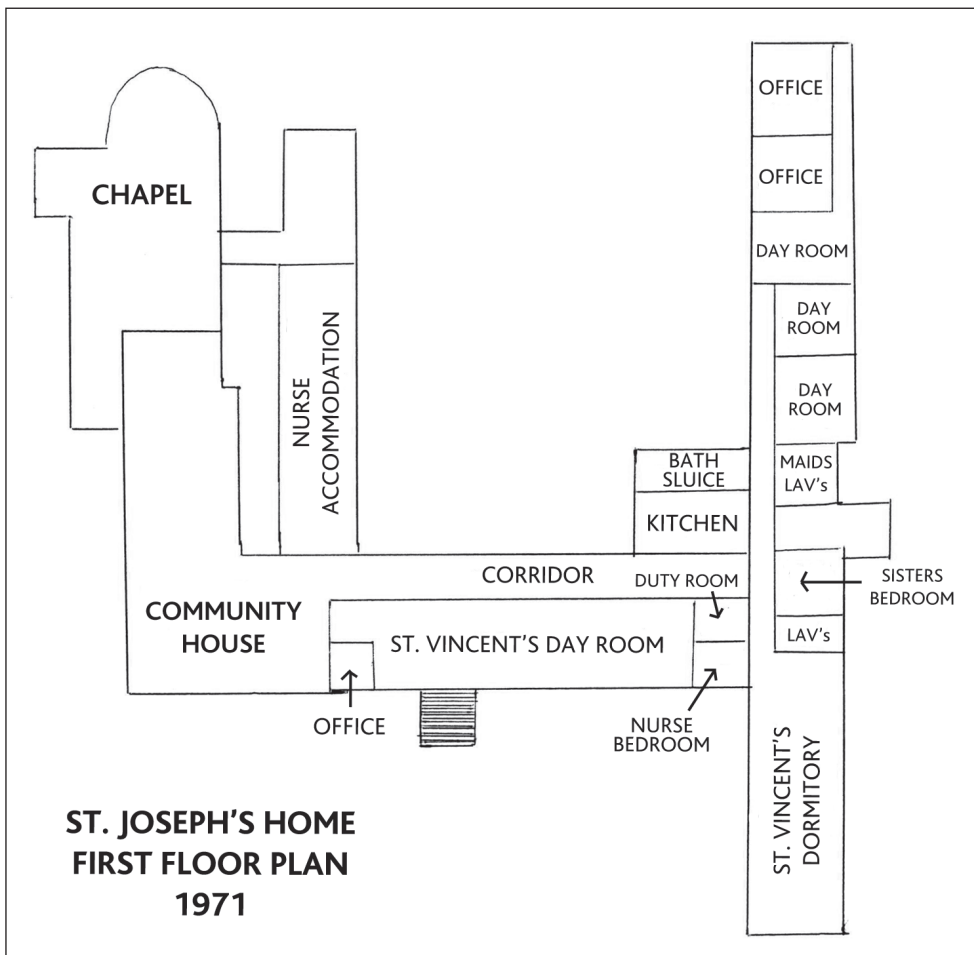 OFFICE
OFFICE
CHAPEL
DAY ROOM
DAY
ROOM
NURSE
ACCOMMODATION
DAY
ROOM
BATH
SLUICE
MAIDS
LAV's
KITCHEN
CORRIDOR
DUTY ROOM
SISTERS
BEDROOM
COMMUNITY
HOUSE
ST. VINCENT'S DAY ROOM
LAV's
OFFICE
NURSE
BEDROOM
ST. VINCENT'S
DORMITORY
ST. JOSEPH'S HOME
FIRST FLOOR PLAN
1971